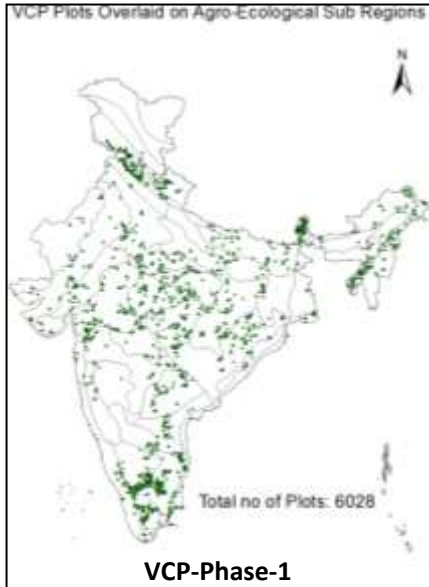 VCP Plots Overlaid on Agro-Ecological Sub Regions
N
Total no of Plots: 6028
VCP-Phase-1